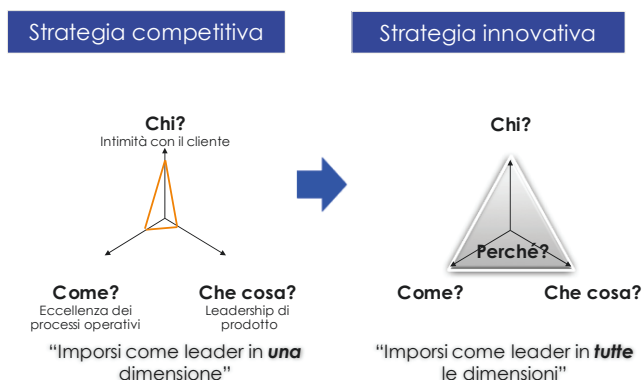 Strategia competitiva
Strategia innovativa
Chi?
Intimità con il cliente
Come?
Eccellenza dei
processi operativi
Che cosa?
Leadership di
prodotto
“Imporsi come leader in una
dimensione”
Chi?
Perché?
Come?
Che cosa?
“Imporsi come leader in tutte
le dimensioni”